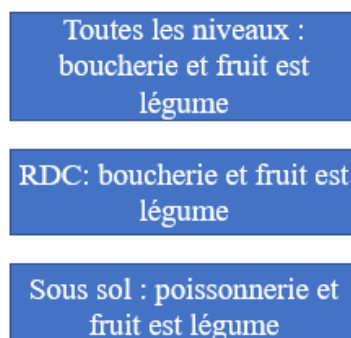 Toutes les niveaux :
boucherie et fruit est
légume
RDC: boucherie et fruit est
légume
Sous sol : poissonnerie et
fruit est légume